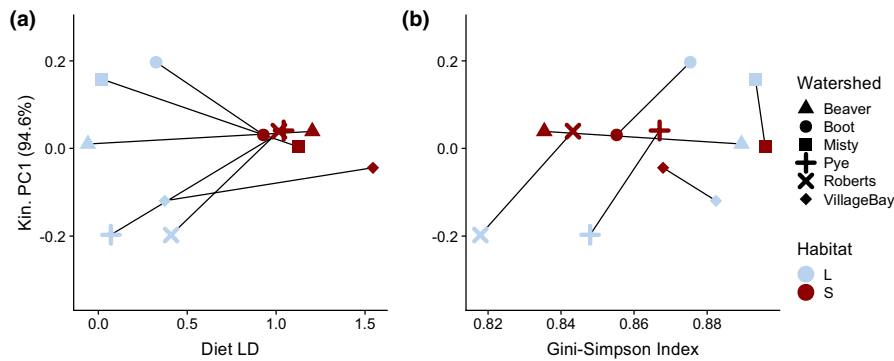 (a)
(b)
Kin. PC1 (94.6%)
0.2
0.0
-0.2
0.0 0.5 1.0 1.5
Diet LD
0.2
0.0
-0.2
0.82 0.84 0.86 0.88
Gini-Simpson Index
Watershed
Beaver
Boot
Misty
Pye
Roberts
VillageBay
Habitat
L
S